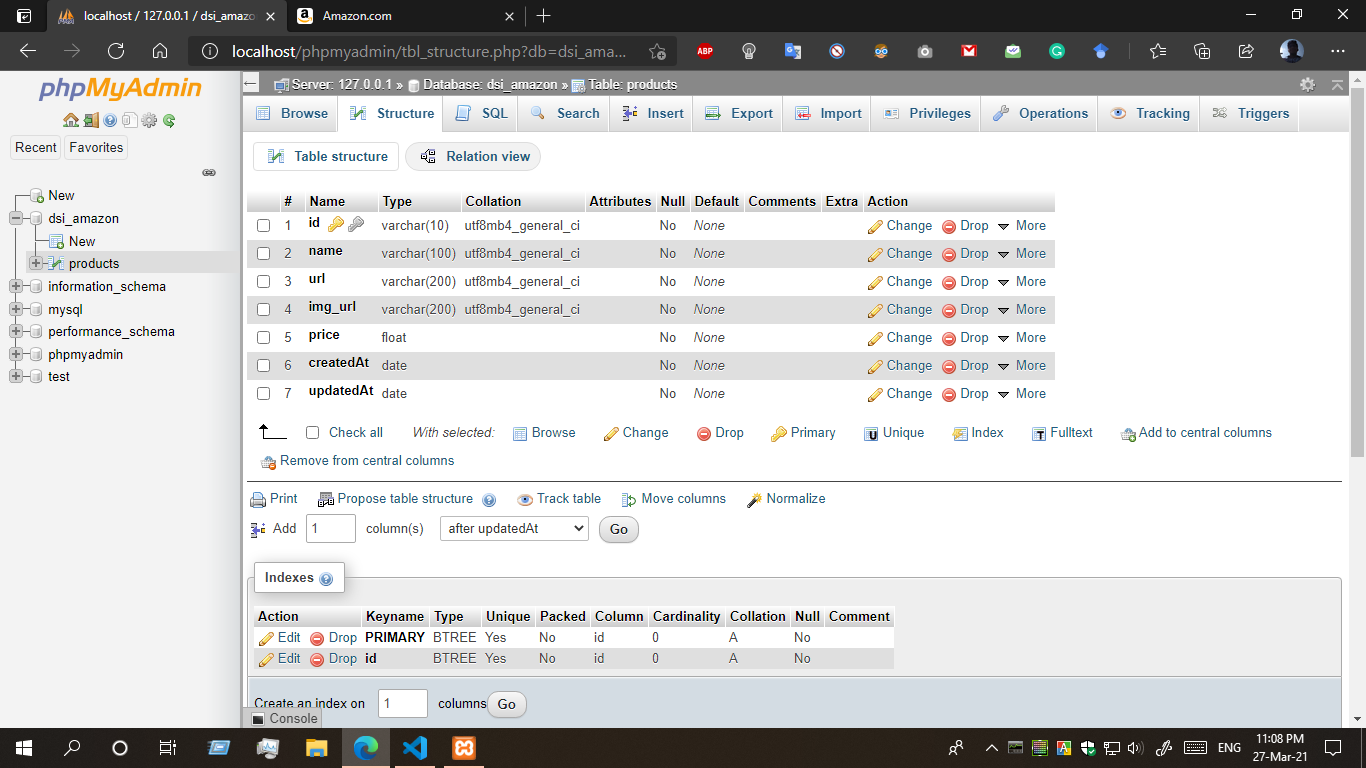 localhost / 127.0.0.1 / dsi_amazo
Amazon.com
localhost/phpmyadmin/tbl_structure.php?db=dsi_ama...
ABP
phpMyAdmin
Recent Favorites
New
dsi_amazon
New
products
information_schema
mysql
performance_schema
phpmyadmin
test
Server: 127.0.0.1 » Database: dsi_amazon » Table: products
Browse Structure SQL Search Insert Export Import Privileges Operations Tracking Triggers
Table structure Relation view
# Name Type Collation Attributes Null Default Comments Extra Action
1 id varchar(10) utf8mb4_general_ci No None Change Drop More
2 name varchar(100) utf8mb4_general_ci No None Change Drop More
3 url varchar(200) utf8mb4_general_ci No None Change Drop More
4 img_url varchar(200) utf8mb4_general_ci No None Change Drop More
5 price float No None Change Drop More
6 createdAt date No None Change Drop More
7 updatedAt date No None Change Drop More
Check all With selected: Browse Change Drop Primary Unique Index Fulltext Add to central columns
Remove from central columns
Print Propose table structure Track table Move columns Normalize
Add 1 column(s) after updatedAt Go
Indexes
Action Keyname Type Unique Packed Column Cardinality Collation Null Comment
Edit Drop PRIMARY BTREE Yes No id 0 A No
Edit Drop id BTREE Yes No id 0 A No
Create an index on 1 columns Go
Console
ENG
11:08 PM
27-Mar-21